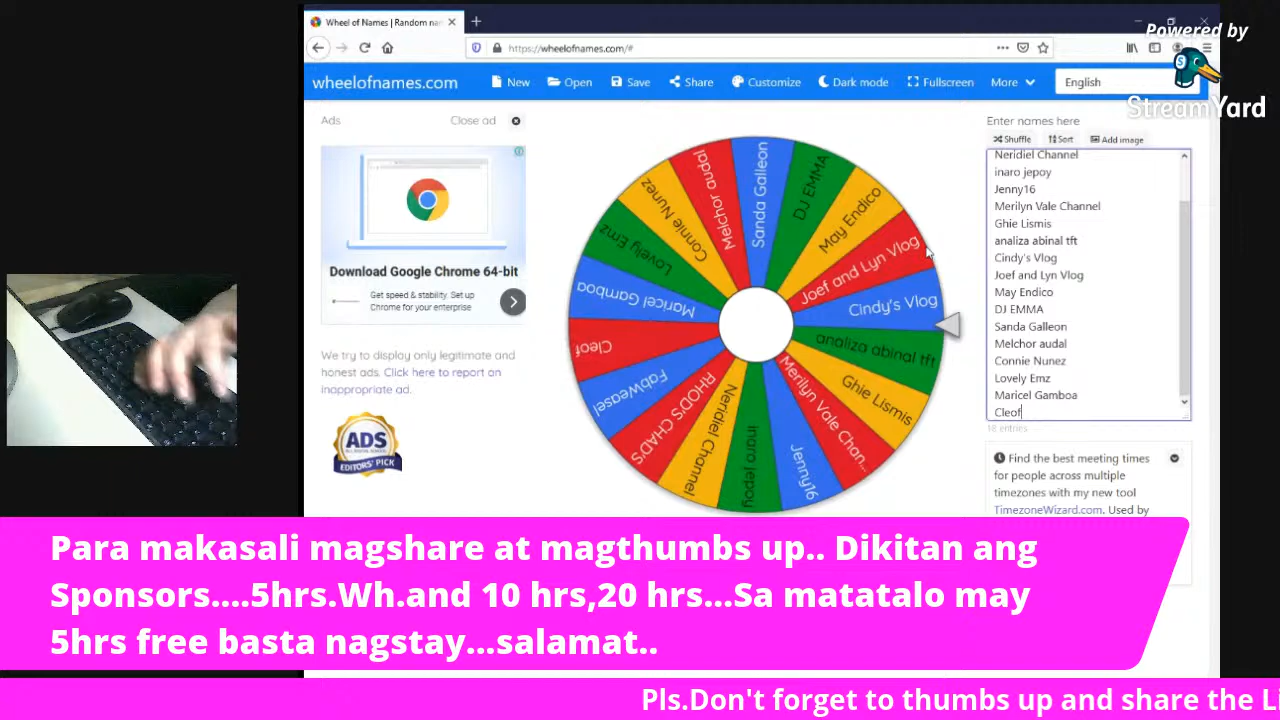 Wheel of Names | Random nam
https://wheelofnames.com/#
Powered by
StreamYard
wheelofnames.com
New
Open
Save
Share
Customize
Dark mode
Fullscreen
More
English
Ads
Close ad
Download Google Chrome 64-bit
Get speed & stability. Set up
Chrome for your enterprise
We try to display only legitimate and
honest ads. Click here to report an
inappropriate ad.
ADS
EDITORS' PICK
Sanda Galleon
DJ EMMA
May Endico
Joef and Lyn Vlog
Cindy's Vlog
analiza abinal tft
Ghie Lismis
Merilyn Vale Chan...
Jenny16
inaro jepoy
Neridiel Channel
RHOD'S CHAD'S
FabWeasel
Cleof
Maricel Gamboa
Lovely Emz
Connie Nunez
Melchor audal
Enter names here
Shuffle
Sort
Add image
Neridiel Channel
inaro jepoy
Jenny16
Merilyn Vale Channel
Ghie Lismis
analiza abinal tft
Cindy's Vlog
Joef and Lyn Vlog
May Endico
DJ EMMA
Sanda Galleon
Melchor audal
Connie Nunez
Lovely Emz
Maricel Gamboa
Cleof
18 entries
Find the best meeting times
for people across multiple
timezones with my new tool
TimezoneWizard.com. Used by
Para makasali magshare at magthumbs up.. Dikitan ang
Sponsors....5hrs.Wh.and 10 hrs,20 hrs...Sa matatalo may
5hrs free basta nagstay...salamat..
Pls.Don't forget to thumbs up and share the Li